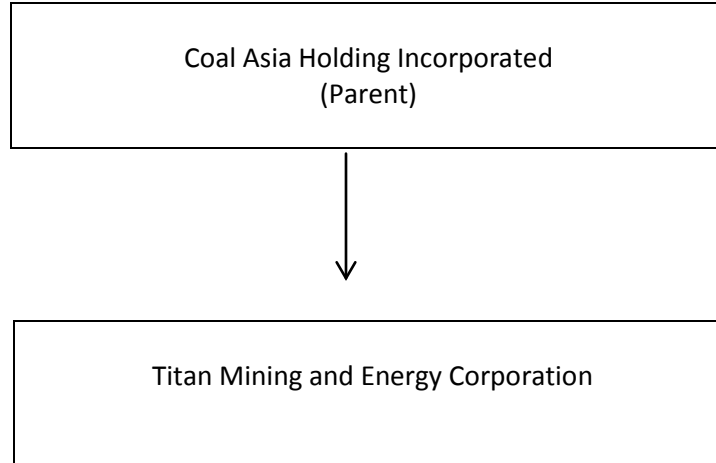 Coal Asia Holding Incorporated
(Parent)
Titan Mining and Energy Corporation